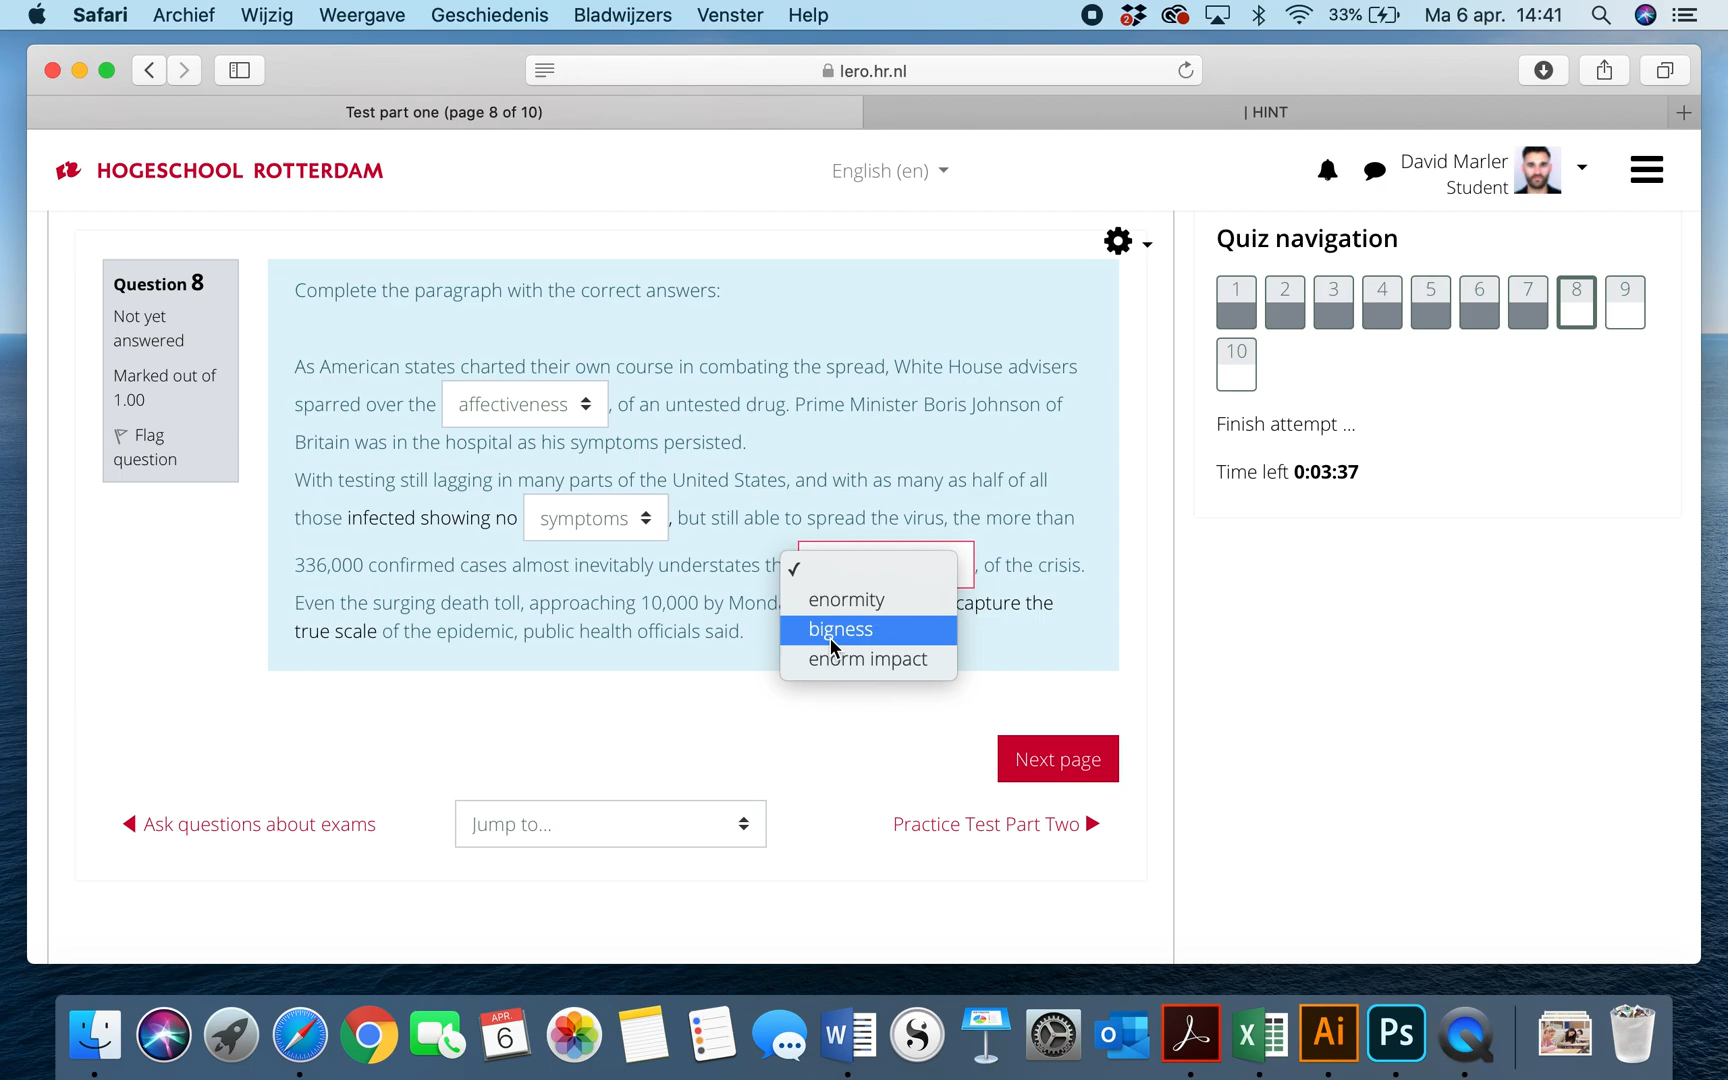 Safari Archief Wijzig Weergave Geschiedenis Bladwijzers Venster Help 2 33% Ma 6 apr. 14:41
lero.hr.nl
Test part one (page 8 of 10) | HINT
HOGESCHOOL ROTTERDAM English (en) David Marler
Student
Question 8
Not yet
answered
Marked out of
1.00
Flag
question
Complete the paragraph with the correct answers:
As American states charted their own course in combating the spread, White House advisers
sparred over the affectiveness , of an untested drug. Prime Minister Boris Johnson of
Britain was in the hospital as his symptoms persisted.
With testing still lagging in many parts of the United States, and with as many as half of all
those infected showing no symptoms , but still able to spread the virus, the more than
336,000 confirmed cases almost inevitably understates th , of the crisis.
Even the surging death toll, approaching 10,000 by Monda capture the
true scale of the epidemic, public health officials said.
enormity
bigness
enorm impact
Next page
Ask questions about exams Jump to... Practice Test Part Two
Quiz navigation
1 2 3 4 5 6 7 8 9
10
Finish attempt ...
Time left 0:03:37
APR.
6
W
S
O
X
Ai
Ps